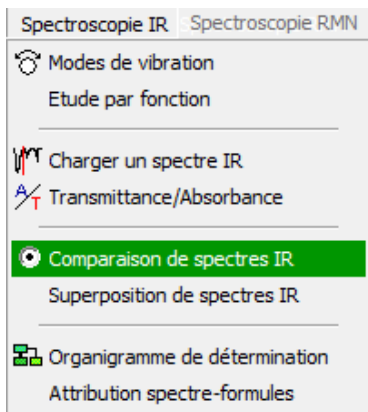 Spectroscopie IR Spectroscopie RMN
Modes de vibration
Etude par fonction
Charger un spectre IR
A/T Transmittance/Absorbance
Comparaison de spectres IR
Superposition de spectres IR
Organigramme de détermination
Attribution spectre-formules